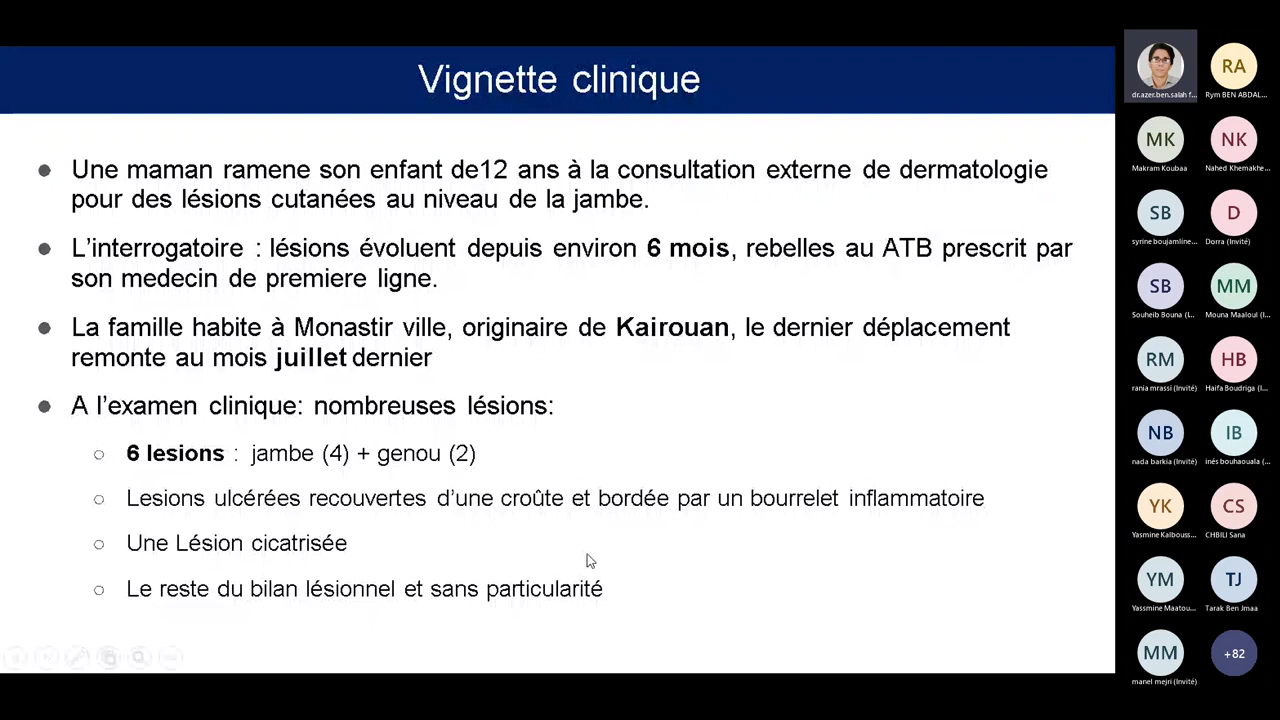 Vignette clinique
Une maman ramene son enfant de12 ans à la consultation externe de dermatologie
pour des lésions cutanées au niveau de la jambe.
L'interrogatoire : lésions évoluent depuis environ 6 mois, rebelles au ATB prescrit par
son medecin de premiere ligne.
La famille habite à Monastir ville, originaire de Kairouan, le dernier déplacement
remonte au mois juillet dernier
A l'examen clinique: nombreuses lésions:
6 lesions : jambe (4) + genou (2)
Lesions ulcérées recouvertes d'une croûte et bordée par un bourrelet inflammatoire
Une Lésion cicatrisée
Le reste du bilan lésionnel et sans particularité
dr.azer.ben.salah f...
RA
Rym BEN ABDAL...
MK
Makram Koubaa
NK
Nahed Khemakhe...
SB
syrine boujamline...
D
Dorra (Invité)
SB
Souheib Bouna (I...
MM
Mouna Maaloul (I...
RM
rania mrassi (Invité)
HB
Haifa Boudriga (I...
NB
nada barkia (Invité)
IB
inès bouhaouala (...
YK
Yasmine Kalbouss...
CS
CHBILI Sana
YM
Yassmine Maatou...
TJ
Tarak Ben Jmaa
MM
manel mejri (Invité)
+82